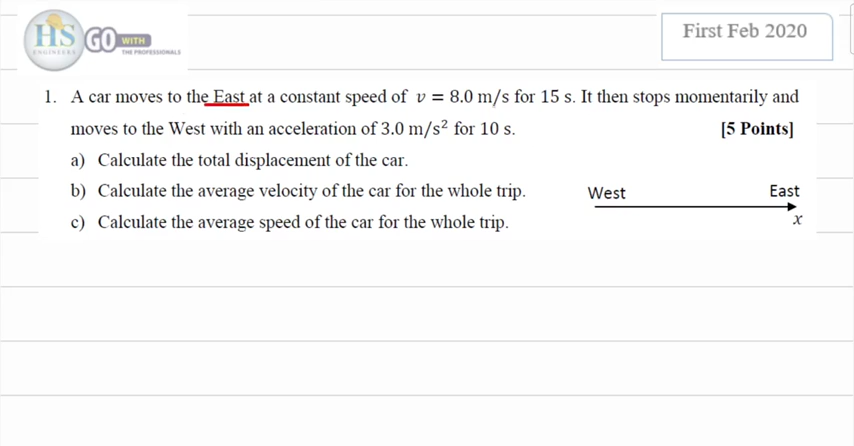 HS
ENGINEERS
GO WITH
THE PROFESSIONALS
First Feb 2020
1. A car moves to the East at a constant speed of v = 8.0 m/s for 15 s. It then stops momentarily and
moves to the West with an acceleration of 3.0 m/s² for 10 s. [5 Points]
a) Calculate the total displacement of the car.
b) Calculate the average velocity of the car for the whole trip.
c) Calculate the average speed of the car for the whole trip.
West East
x